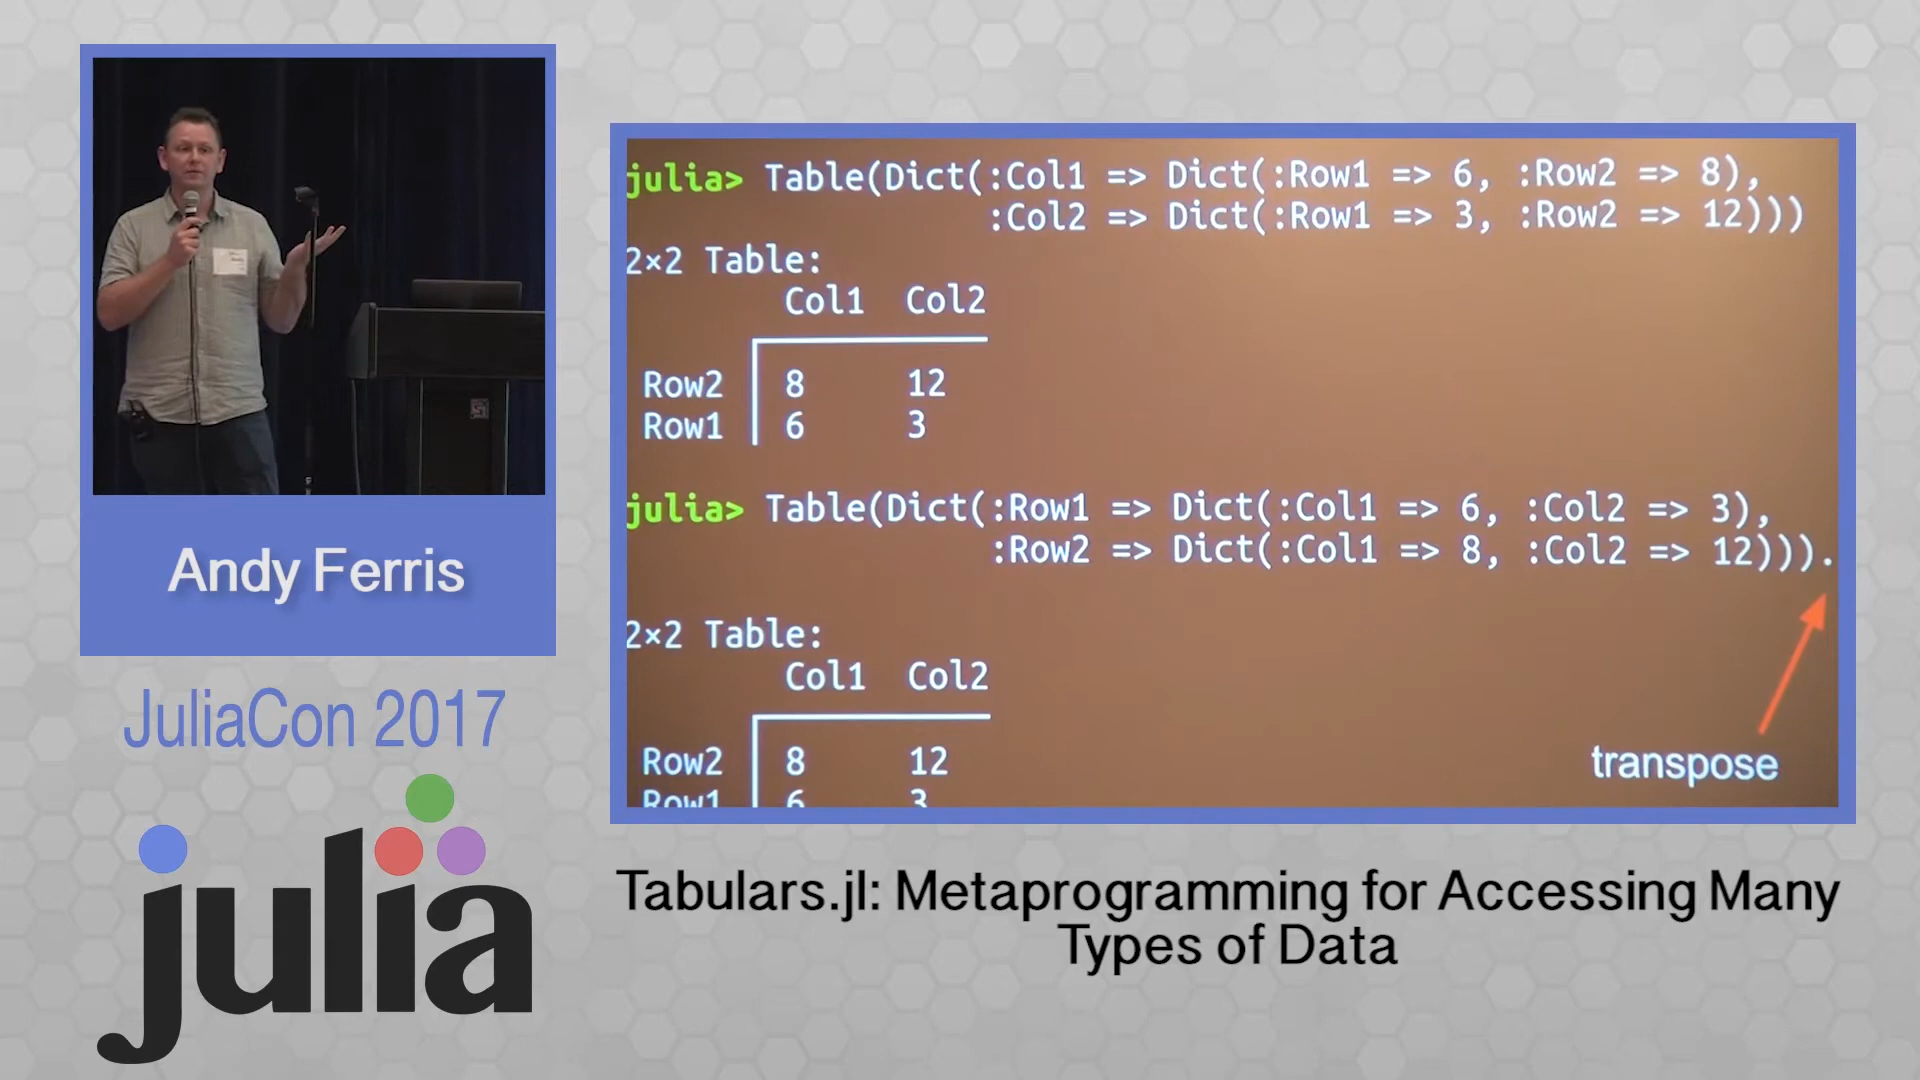 Andy Ferris
JuliaCon 2017
julia
julia> Table(Dict(:Col1 => Dict(:Row1 => 6, :Row2 => 8),
:Col2 => Dict(:Row1 => 3, :Row2 => 12)))
2×2 Table:
Col1 Col2
Row2 8 12
Row1 6 3
julia> Table(Dict(:Row1 => Dict(:Col1 => 6, :Col2 => 3),
:Row2 => Dict(:Col1 => 8, :Col2 => 12))).
2×2 Table:
Col1 Col2
Row2 8 12
Row1 6 3
transpose
Tabulars.jl: Metaprogramming for Accessing Many
Types of Data